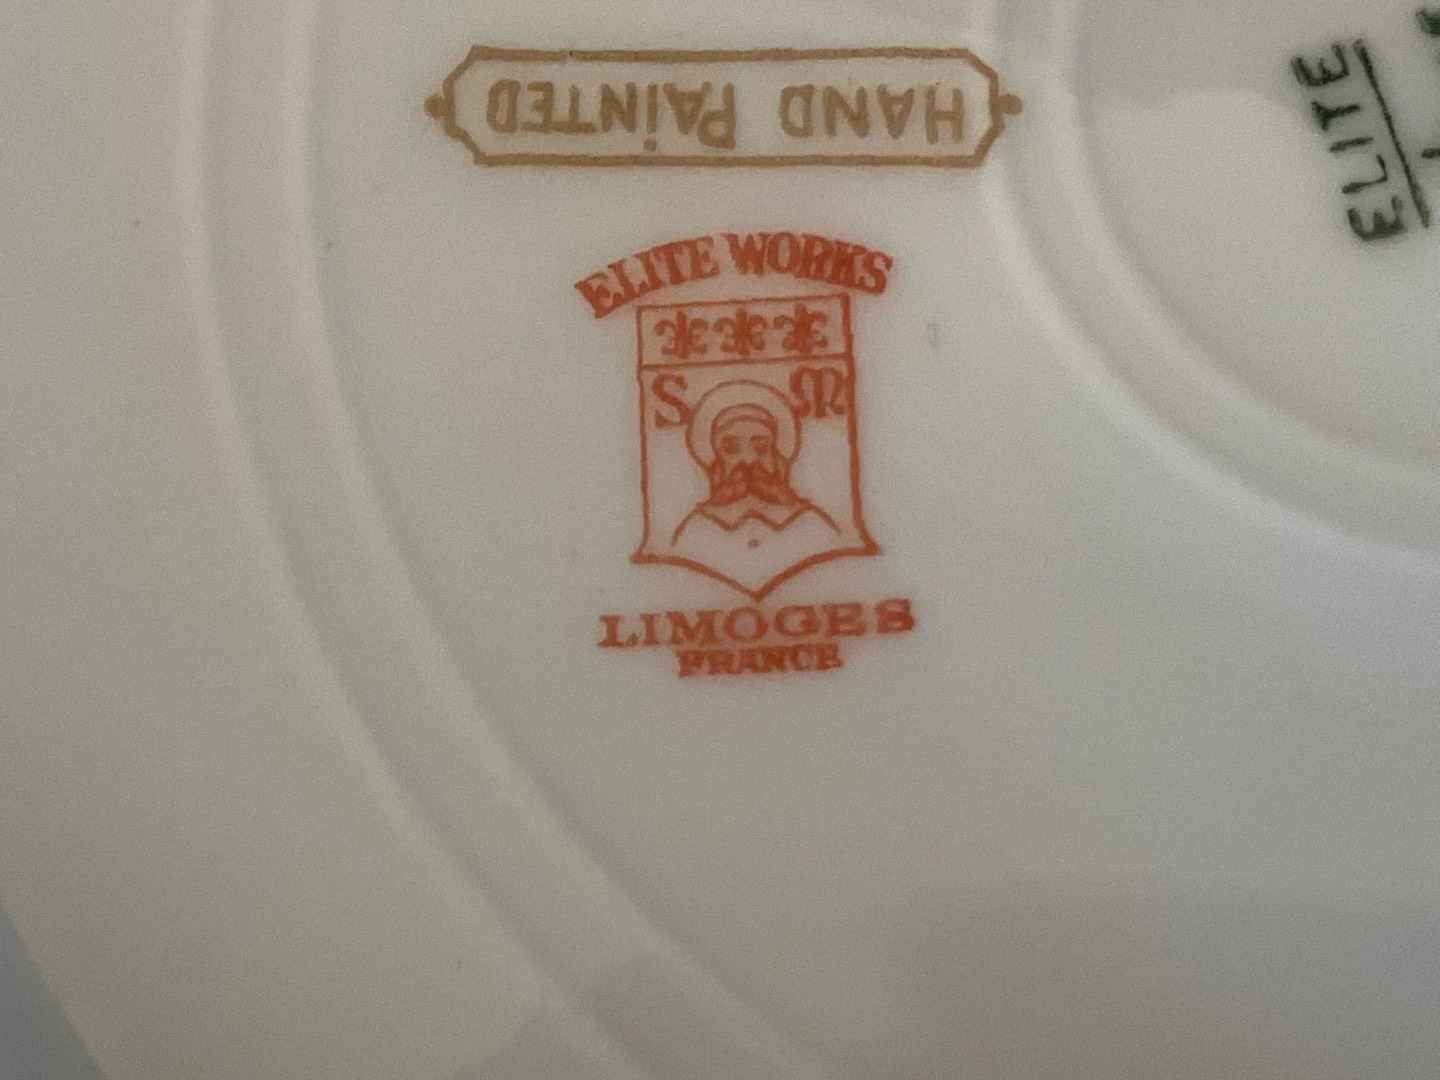 HAND PAiNTED
ELITE WORKS
S M
LIMOGES
FRANCE
ELITE